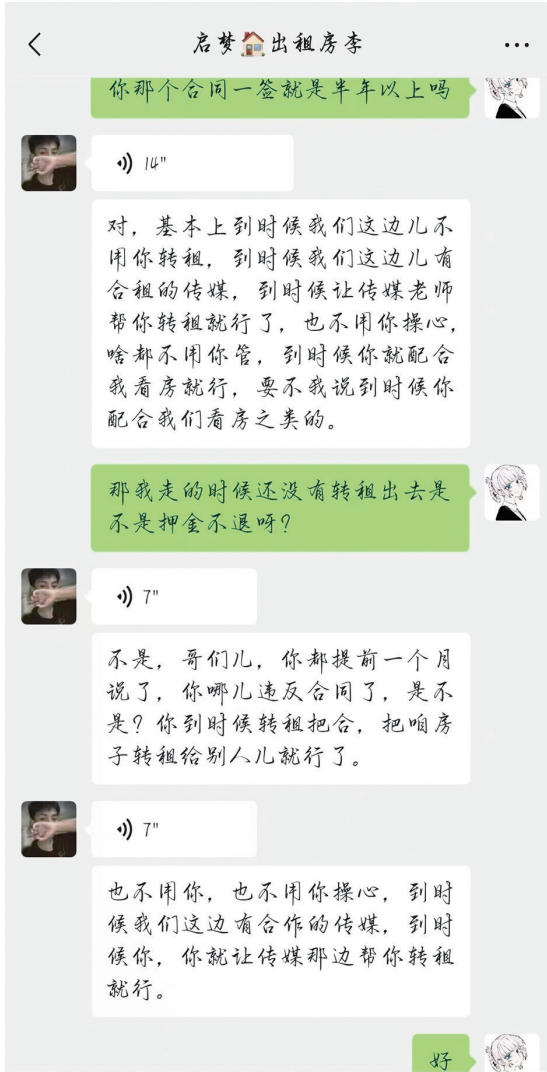 启梦🏠出租房李
你那个合同一签就是半年以上吗
14"
对，基本上到时候我们这边儿不
用你转租，到时候我们这边儿有
合租的传媒，到时候让传媒老师
帮你转租就行了，也不用你操心，
啥都不用你管，到时候你就配合
我看房就行，要不我说到时候你
配合我们看房之类的。
那我走的时候还没有转租出去是
不是押金不退呀？
7"
不是，哥们儿，你都提前一个月
说了，你哪儿违反合同了，是不
是？你到时候转租把合，把咱房
子转租给别人儿就行了。
7"
也不用你，也不用你操心，到时
候我们这边有合作的传媒，到时
候你，你就让传媒那边帮你转租
就行。
好